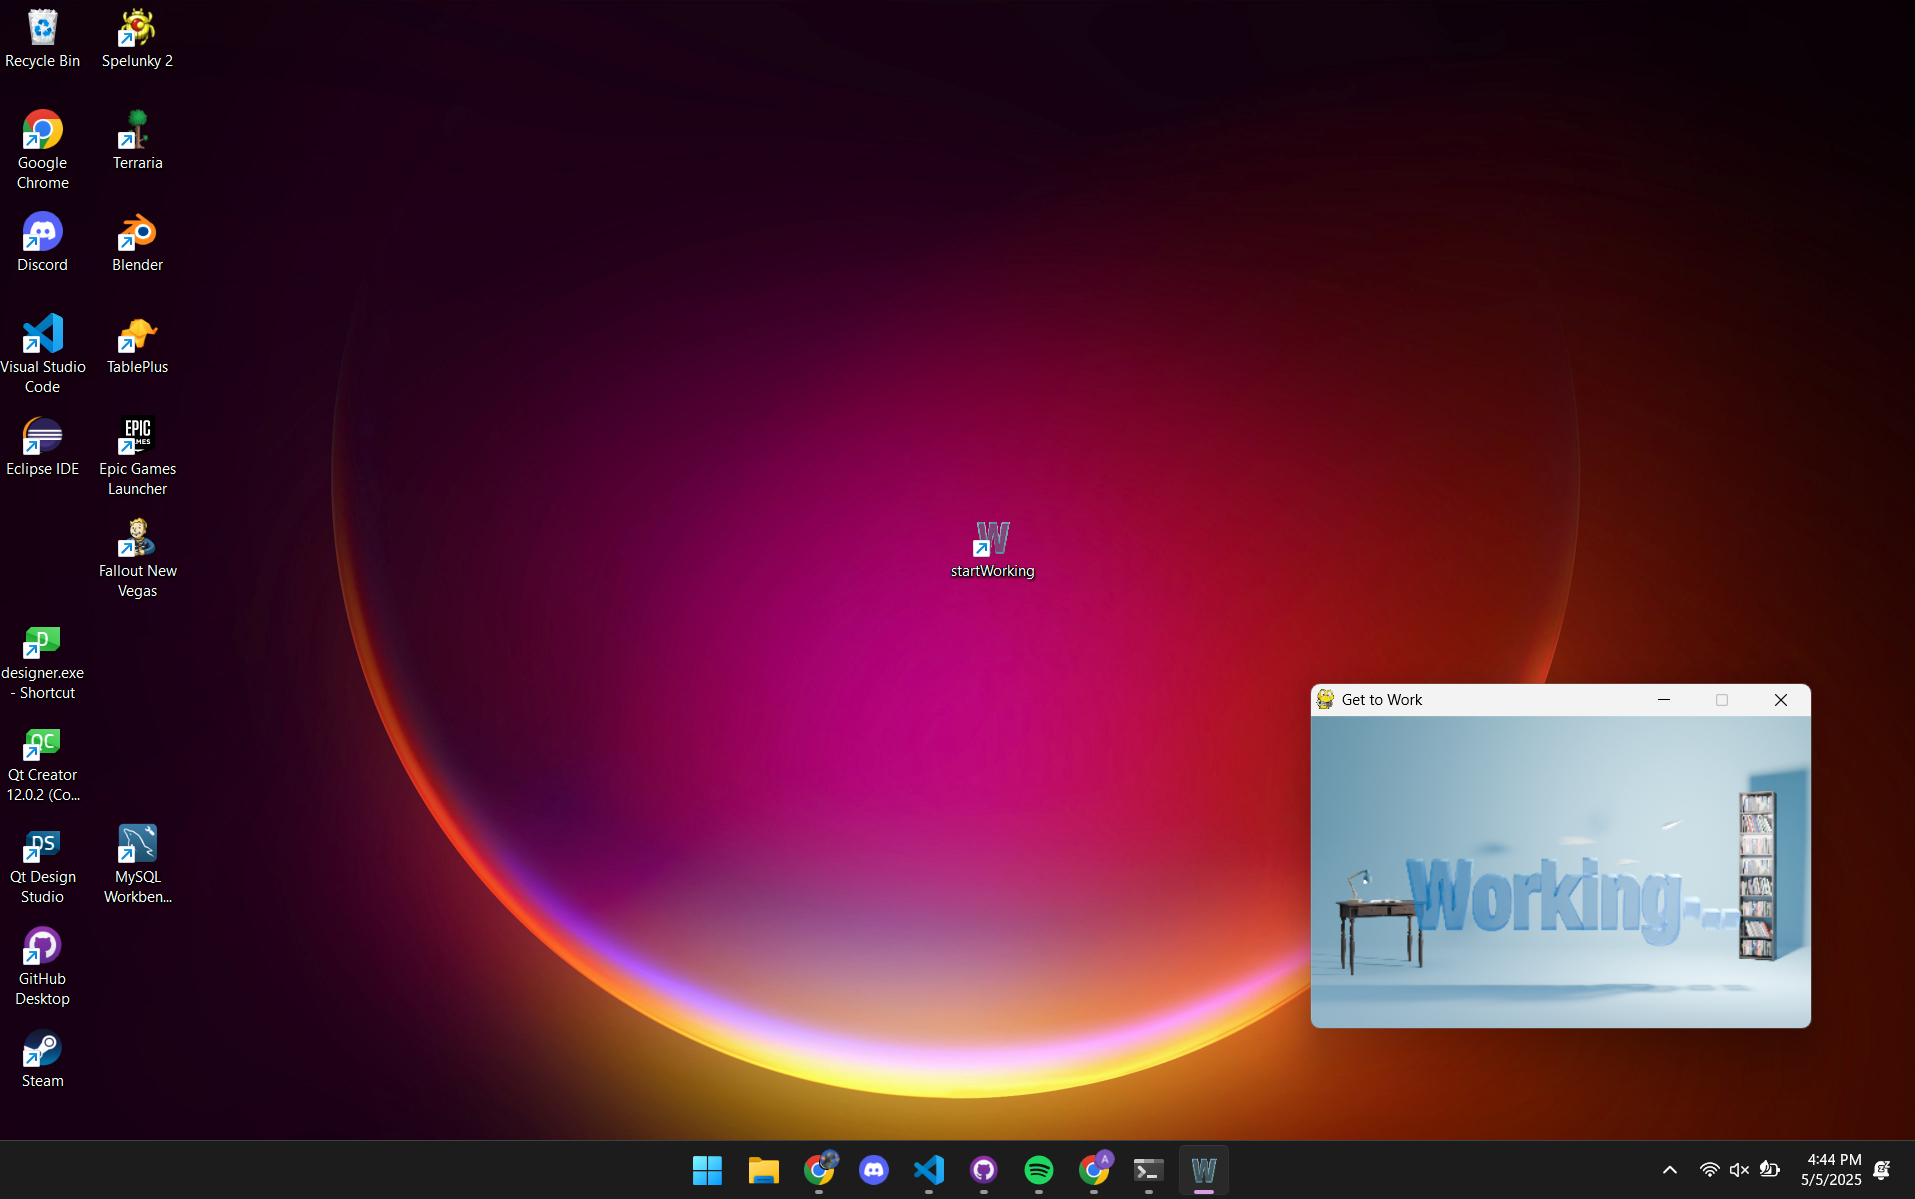 Recycle Bin
Spelunky 2
Google
Chrome
Terraria
Discord
Blender
Visual Studio
Code
TablePlus
Eclipse IDE
EPIC
Epic Games
Launcher
Fallout New
Vegas
startWorking
D
designer.exe
- Shortcut
QC
Qt Creator
12.0.2 (Co...
DS
Qt Design
Studio
MySQL
Workben...
GitHub
Desktop
Steam
W
Get to Work
Working...
A
W
4:44 PM
5/5/2025